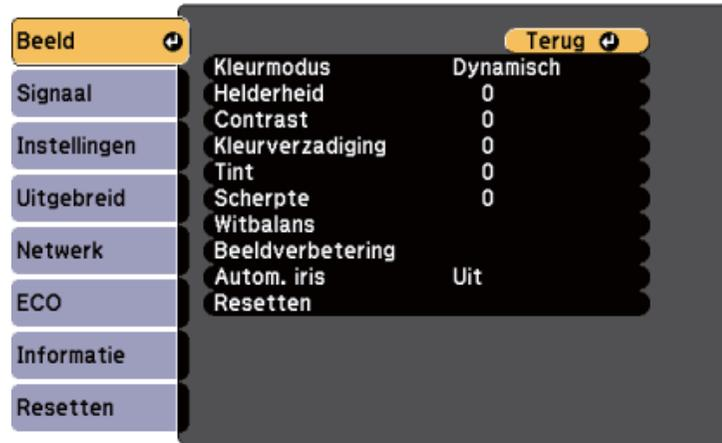 Beeld
Signaal
Instellingen
Uitgebreid
Netwerk
ECO
Informatie
Resetten
Terug
Kleurmodus Dynamisch
Helderheid 0
Contrast 0
Kleurverzadiging 0
Tint 0
Scherpte 0
Witbalans
Beeldverbetering
Autom. iris Uit
Resetten